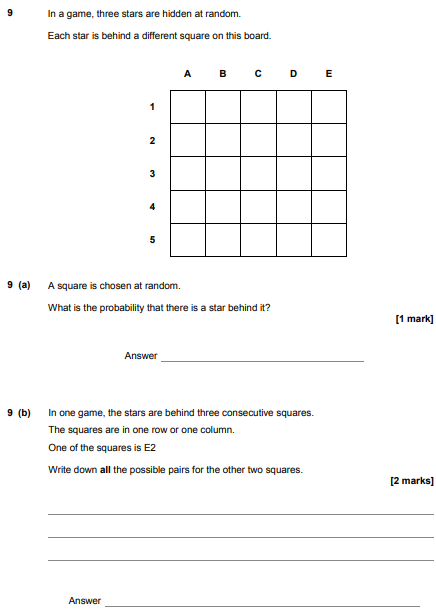 9 In a game, three stars are hidden at random.
Each star is behind a different square on this board.
A B C D E
1
2
3
4
5
9 (a) A square is chosen at random.
What is the probability that there is a star behind it?
[1 mark]
Answer
9 (b) In one game, the stars are behind three consecutive squares.
The squares are in one row or one column.
One of the squares is E2
Write down all the possible pairs for the other two squares.
[2 marks]
Answer